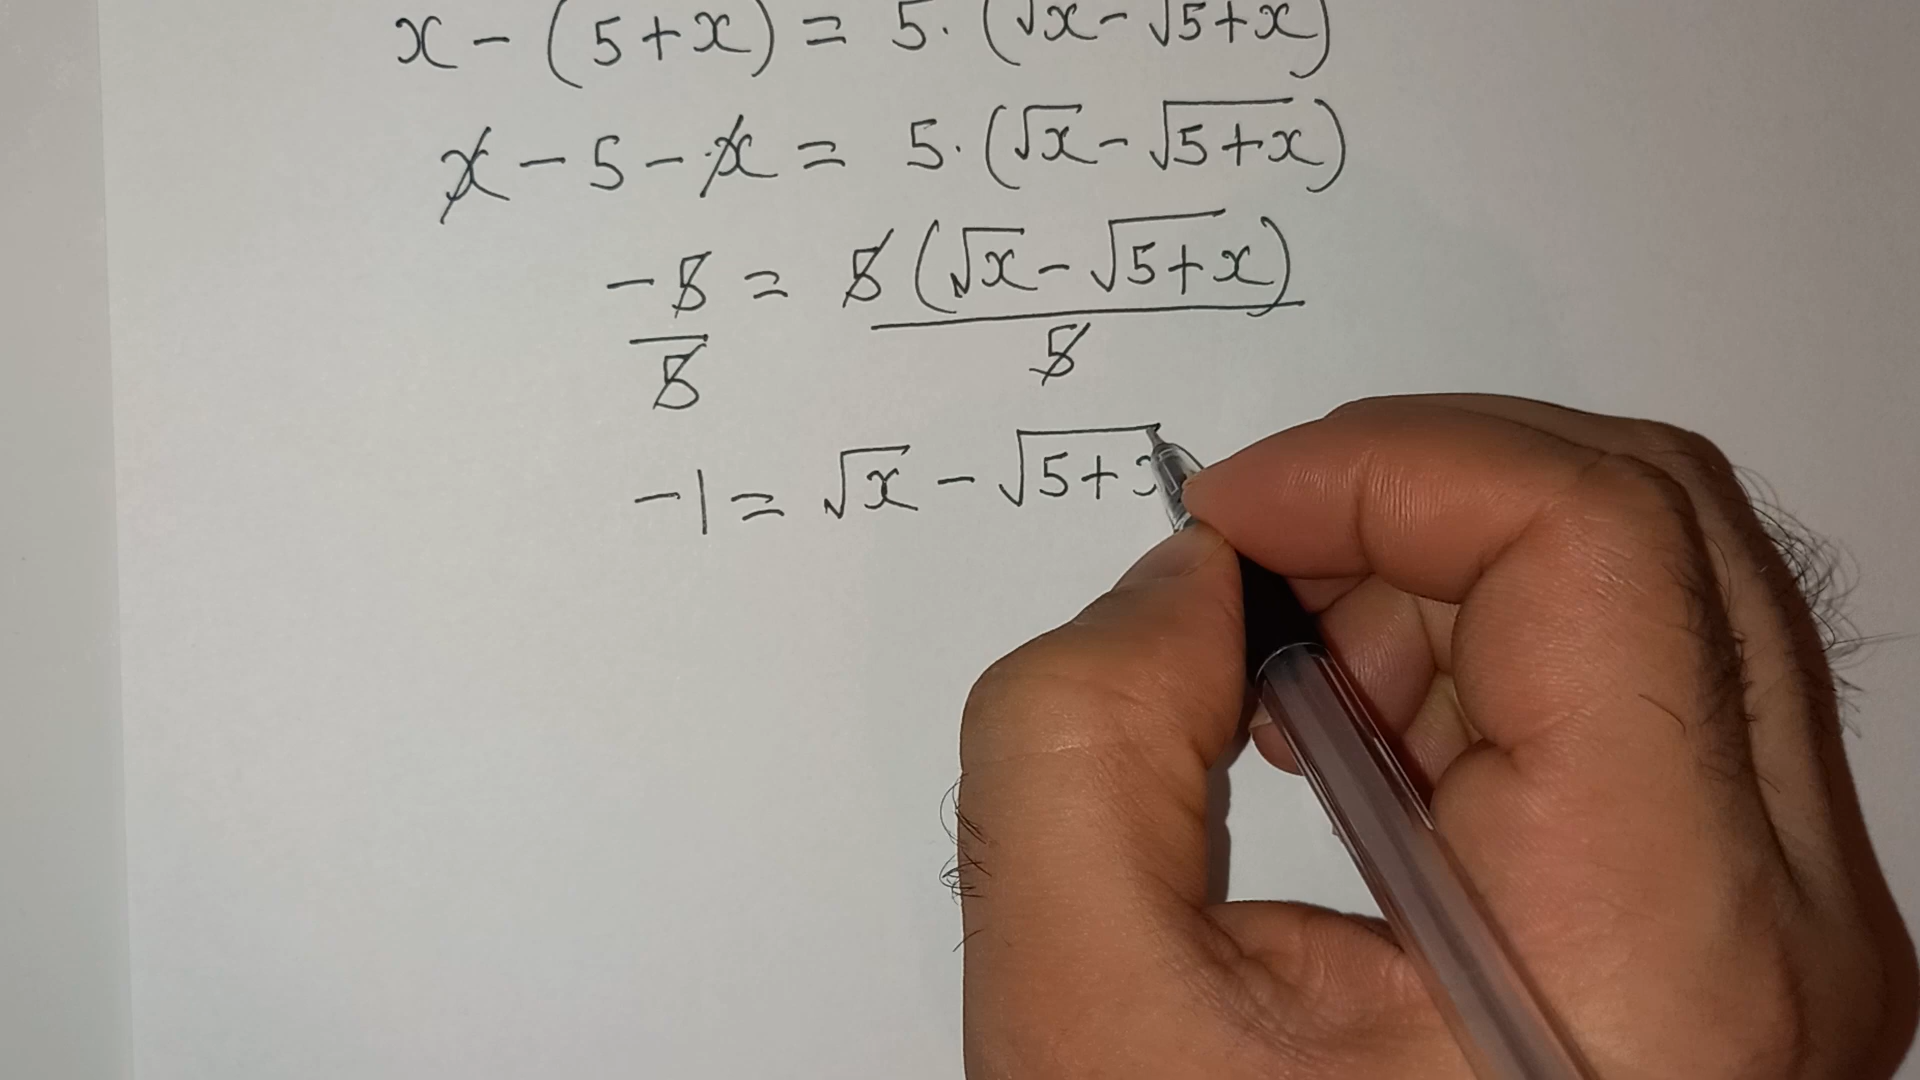 x - (5+x) = 5. (√x - √5+x)
x - 5 - x = 5. (√x - √5+x)
-5/5 = 5(√x - √5+x)/5
-1 = √x - √5+x